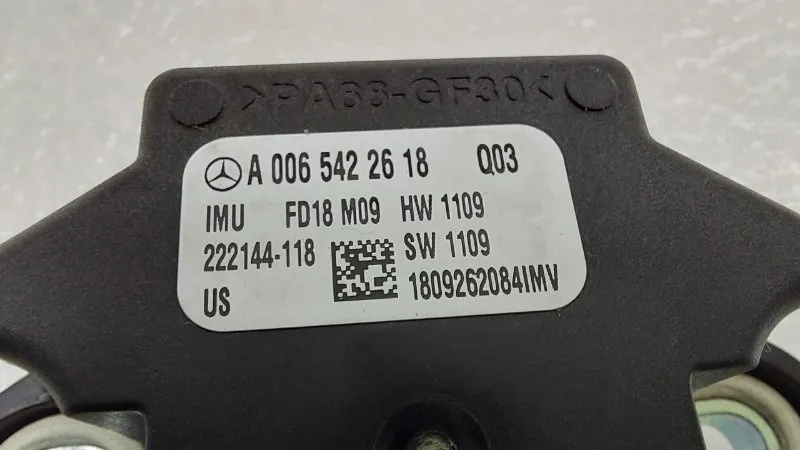 >PA66-GF30<
A 006 542 26 18 Q03
IMU FD18 M09 HW 1109
222144-118 SW 1109
US 1809262084IMV